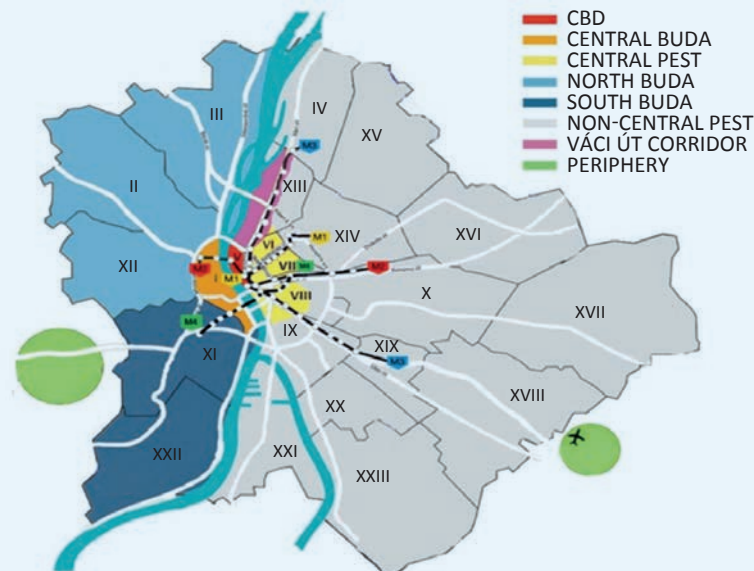 CBD
CENTRAL BUDA
CENTRAL PEST
NORTH BUDA
SOUTH BUDA
NON-CENTRAL PEST
VÁCI ÚT CORRIDOR
PERIPHERY
III
IV
XV
M3
II
XIII
XIV
XVI
VI
M1
XII
V
VII
M2
M2
I
M1
X
VIII
XVII
M4
IX
XI
XIX
M3
XVIII
XX
XXII
XXI
XXIII